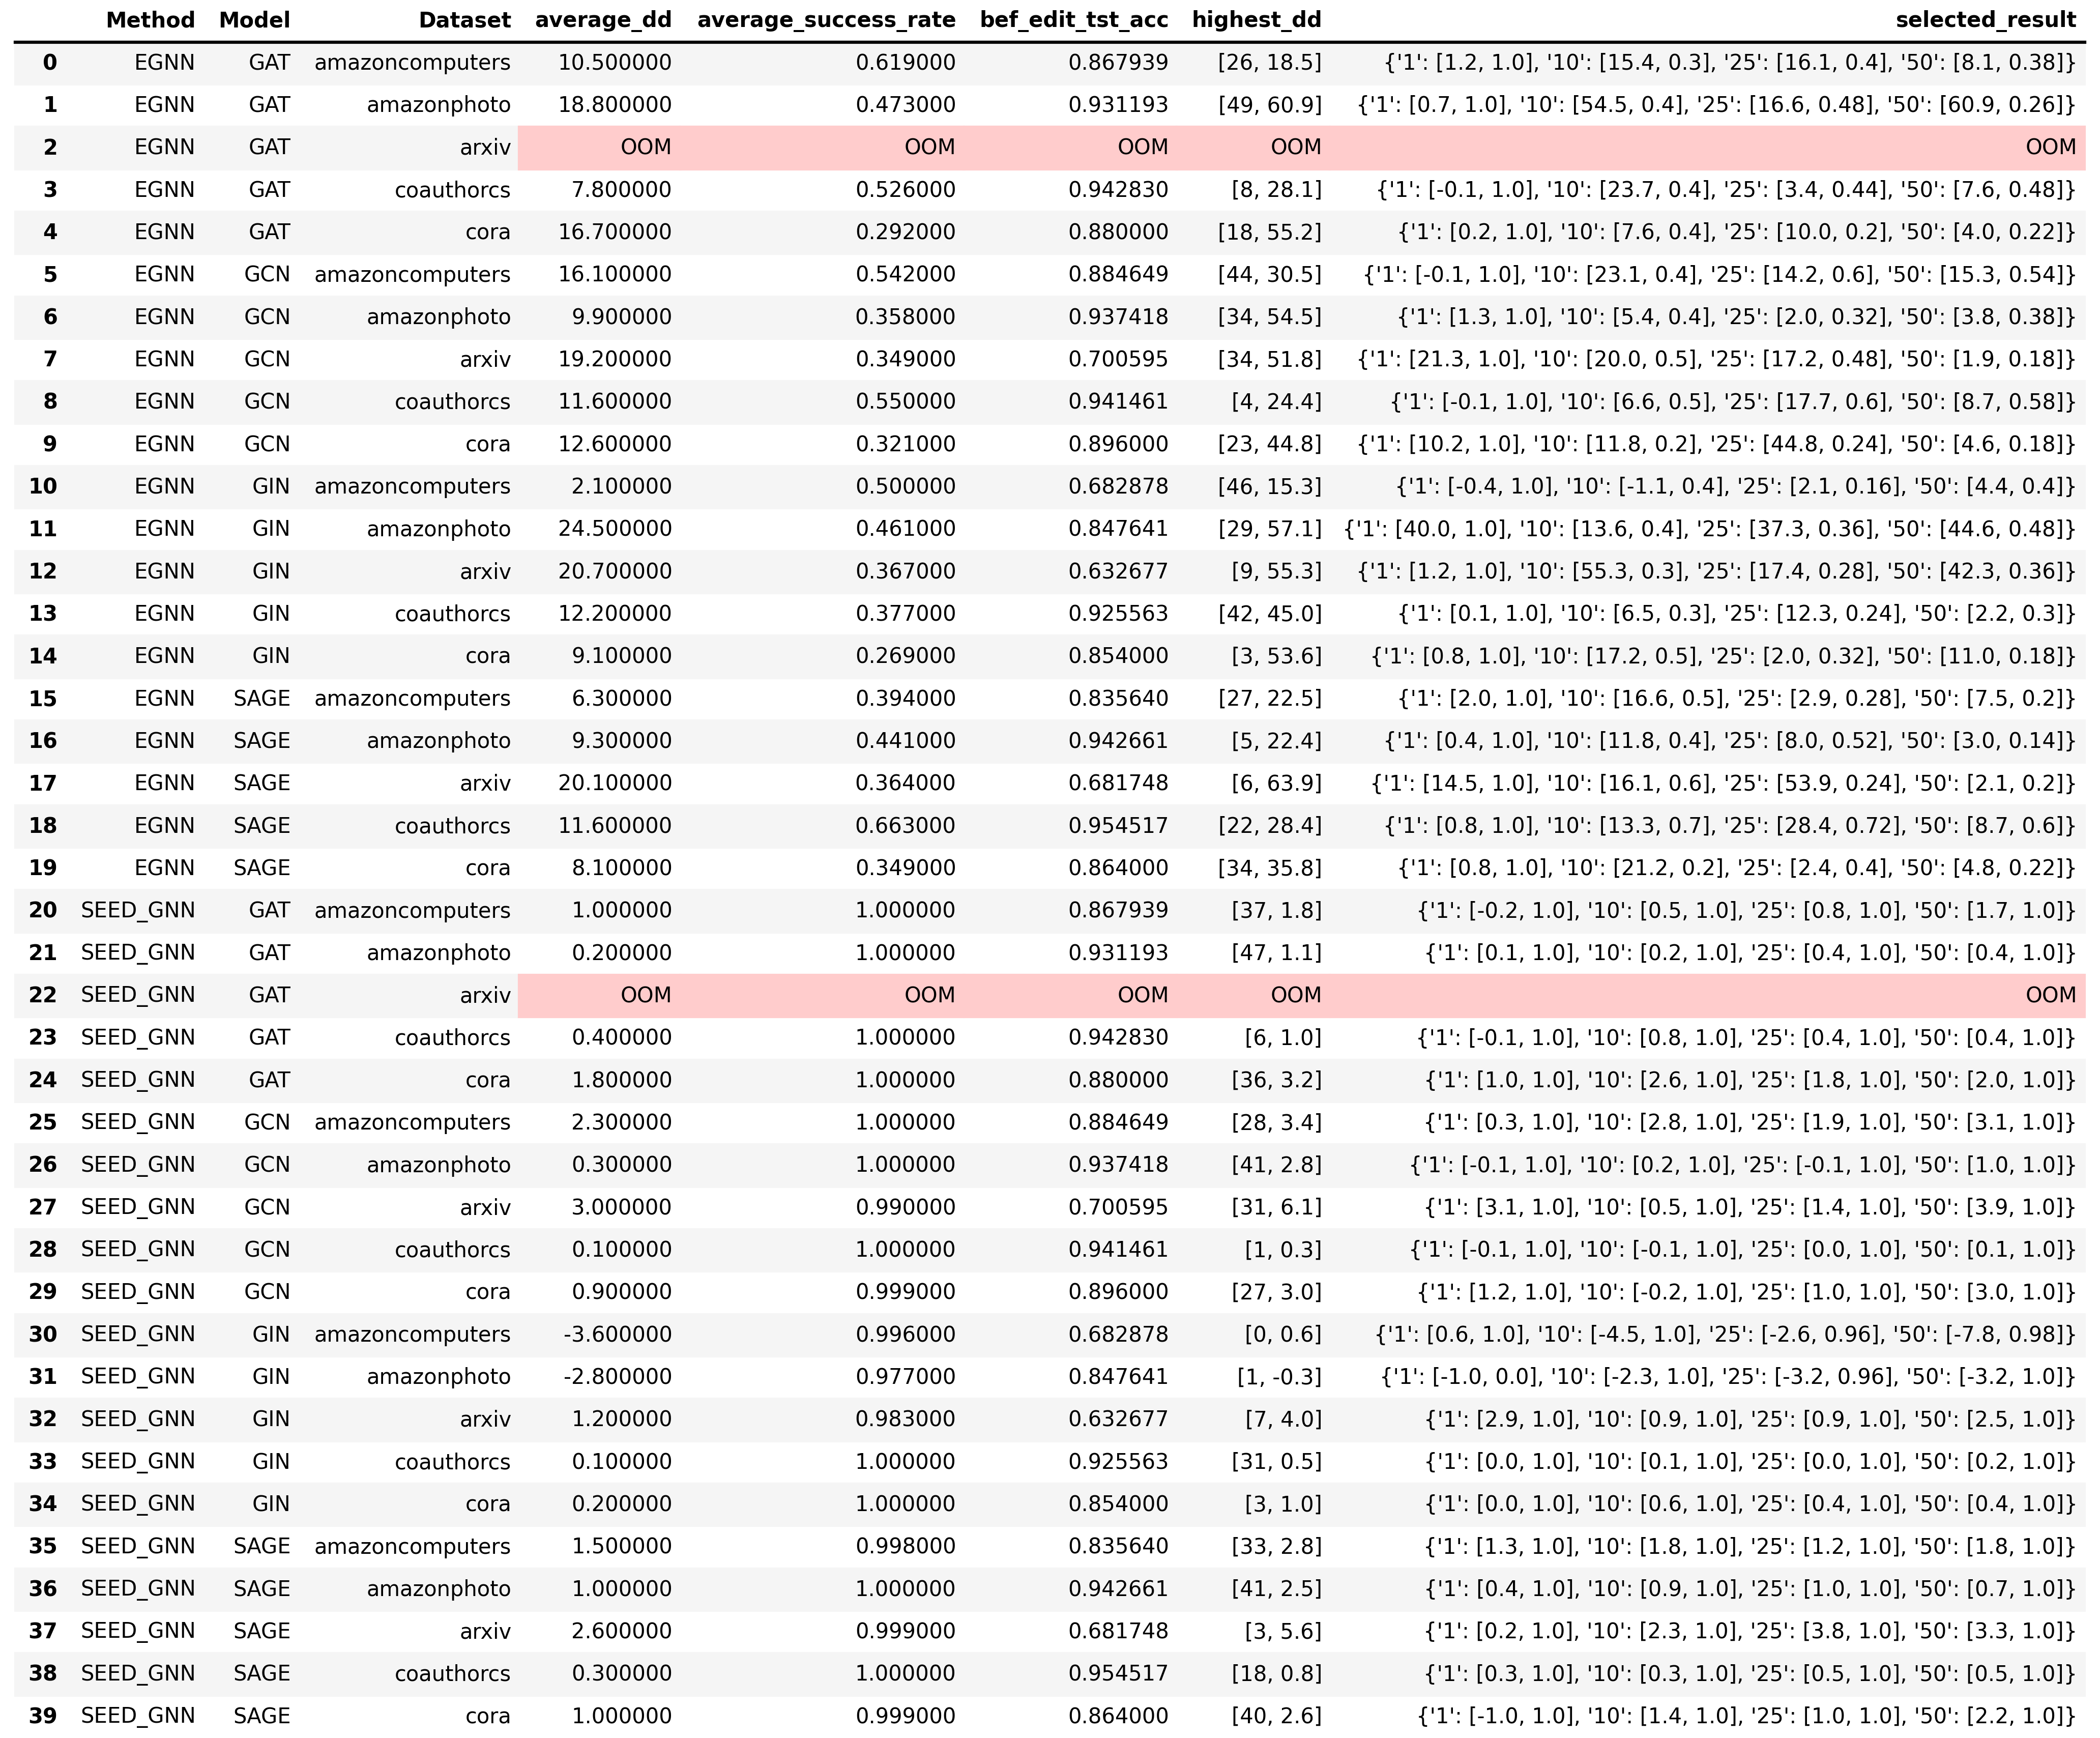 Method Model Dataset average_dd average_success_rate bef_edit_tst_acc highest_dd selected_result
0 EGNN GAT amazoncomputers 10.500000 0.619000 0.867939 [26, 18.5] {'1': [1.2, 1.0], '10': [15.4, 0.3], '25': [16.1, 0.4], '50': [8.1, 0.38]}
1 EGNN GAT amazonphoto 18.800000 0.473000 0.931193 [49, 60.9] {'1': [0.7, 1.0], '10': [54.5, 0.4], '25': [16.6, 0.48], '50': [60.9, 0.26]}
2 EGNN GAT arxiv OOM OOM OOM OOM OOM
3 EGNN GAT coauthorcs 7.800000 0.526000 0.942830 [8, 28.1] {'1': [-0.1, 1.0], '10': [23.7, 0.4], '25': [3.4, 0.44], '50': [7.6, 0.48]}
4 EGNN GAT cora 16.700000 0.292000 0.880000 [18, 55.2] {'1': [0.2, 1.0], '10': [7.6, 0.4], '25': [10.0, 0.2], '50': [4.0, 0.22]}
5 EGNN GCN amazoncomputers 16.100000 0.542000 0.884649 [44, 30.5] {'1': [-0.1, 1.0], '10': [23.1, 0.4], '25': [14.2, 0.6], '50': [15.3, 0.54]}
6 EGNN GCN amazonphoto 9.900000 0.358000 0.937418 [34, 54.5] {'1': [1.3, 1.0], '10': [5.4, 0.4], '25': [2.0, 0.32], '50': [3.8, 0.38]}
7 EGNN GCN arxiv 19.200000 0.349000 0.700595 [34, 51.8] {'1': [21.3, 1.0], '10': [20.0, 0.5], '25': [17.2, 0.48], '50': [1.9, 0.18]}
8 EGNN GCN coauthorcs 11.600000 0.550000 0.941461 [4, 24.4] {'1': [-0.1, 1.0], '10': [6.6, 0.5], '25': [17.7, 0.6], '50': [8.7, 0.58]}
9 EGNN GCN cora 12.600000 0.321000 0.896000 [23, 44.8] {'1': [10.2, 1.0], '10': [11.8, 0.2], '25': [44.8, 0.24], '50': [4.6, 0.18]}
10 EGNN GIN amazoncomputers 2.100000 0.500000 0.682878 [46, 15.3] {'1': [-0.4, 1.0], '10': [-1.1, 0.4], '25': [2.1, 0.16], '50': [4.4, 0.4]}
11 EGNN GIN amazonphoto 24.500000 0.461000 0.847641 [29, 57.1] {'1': [40.0, 1.0], '10': [13.6, 0.4], '25': [37.3, 0.36], '50': [44.6, 0.48]}
12 EGNN GIN arxiv 20.700000 0.367000 0.632677 [9, 55.3] {'1': [1.2, 1.0], '10': [55.3, 0.3], '25': [17.4, 0.28], '50': [42.3, 0.36]}
13 EGNN GIN coauthorcs 12.200000 0.377000 0.925563 [42, 45.0] {'1': [0.1, 1.0], '10': [6.5, 0.3], '25': [12.3, 0.24], '50': [2.2, 0.3]}
14 EGNN GIN cora 9.100000 0.269000 0.854000 [3, 53.6] {'1': [0.8, 1.0], '10': [17.2, 0.5], '25': [2.0, 0.32], '50': [11.0, 0.18]}
15 EGNN SAGE amazoncomputers 6.300000 0.394000 0.835640 [27, 22.5] {'1': [2.0, 1.0], '10': [16.6, 0.5], '25': [2.9, 0.28], '50': [7.5, 0.2]}
16 EGNN SAGE amazonphoto 9.300000 0.441000 0.942661 [5, 22.4] {'1': [0.4, 1.0], '10': [11.8, 0.4], '25': [8.0, 0.52], '50': [3.0, 0.14]}
17 EGNN SAGE arxiv 20.100000 0.364000 0.681748 [6, 63.9] {'1': [14.5, 1.0], '10': [16.1, 0.6], '25': [53.9, 0.24], '50': [2.1, 0.2]}
18 EGNN SAGE coauthorcs 11.600000 0.663000 0.954517 [22, 28.4] {'1': [0.8, 1.0], '10': [13.3, 0.7], '25': [28.4, 0.72], '50': [8.7, 0.6]}
19 EGNN SAGE cora 8.100000 0.349000 0.864000 [34, 35.8] {'1': [0.8, 1.0], '10': [21.2, 0.2], '25': [2.4, 0.4], '50': [4.8, 0.22]}
20 SEED_GNN GAT amazoncomputers 1.000000 1.000000 0.867939 [37, 1.8] {'1': [-0.2, 1.0], '10': [0.5, 1.0], '25': [0.8, 1.0], '50': [1.7, 1.0]}
21 SEED_GNN GAT amazonphoto 0.200000 1.000000 0.931193 [47, 1.1] {'1': [0.1, 1.0], '10': [0.2, 1.0], '25': [0.4, 1.0], '50': [0.4, 1.0]}
22 SEED_GNN GAT arxiv OOM OOM OOM OOM OOM
23 SEED_GNN GAT coauthorcs 0.400000 1.000000 0.942830 [6, 1.0] {'1': [-0.1, 1.0], '10': [0.8, 1.0], '25': [0.4, 1.0], '50': [0.4, 1.0]}
24 SEED_GNN GAT cora 1.800000 1.000000 0.880000 [36, 3.2] {'1': [1.0, 1.0], '10': [2.6, 1.0], '25': [1.8, 1.0], '50': [2.0, 1.0]}
25 SEED_GNN GCN amazoncomputers 2.300000 1.000000 0.884649 [28, 3.4] {'1': [0.3, 1.0], '10': [2.8, 1.0], '25': [1.9, 1.0], '50': [3.1, 1.0]}
26 SEED_GNN GCN amazonphoto 0.300000 1.000000 0.937418 [41, 2.8] {'1': [-0.1, 1.0], '10': [0.2, 1.0], '25': [-0.1, 1.0], '50': [1.0, 1.0]}
27 SEED_GNN GCN arxiv 3.000000 0.990000 0.700595 [31, 6.1] {'1': [3.1, 1.0], '10': [0.5, 1.0], '25': [1.4, 1.0], '50': [3.9, 1.0]}
28 SEED_GNN GCN coauthorcs 0.100000 1.000000 0.941461 [1, 0.3] {'1': [-0.1, 1.0], '10': [-0.1, 1.0], '25': [0.0, 1.0], '50': [0.1, 1.0]}
29 SEED_GNN GCN cora 0.900000 0.999000 0.896000 [27, 3.0] {'1': [1.2, 1.0], '10': [-0.2, 1.0], '25': [1.0, 1.0], '50': [3.0, 1.0]}
30 SEED_GNN GIN amazoncomputers -3.600000 0.996000 0.682878 [0, 0.6] {'1': [0.6, 1.0], '10': [-4.5, 1.0], '25': [-2.6, 0.96], '50': [-7.8, 0.98]}
31 SEED_GNN GIN amazonphoto -2.800000 0.977000 0.847641 [1, -0.3] {'1': [-1.0, 0.0], '10': [-2.3, 1.0], '25': [-3.2, 0.96], '50': [-3.2, 1.0]}
32 SEED_GNN GIN arxiv 1.200000 0.983000 0.632677 [7, 4.0] {'1': [2.9, 1.0], '10': [0.9, 1.0], '25': [0.9, 1.0], '50': [2.5, 1.0]}
33 SEED_GNN GIN coauthorcs 0.100000 1.000000 0.925563 [31, 0.5] {'1': [0.0, 1.0], '10': [0.1, 1.0], '25': [0.0, 1.0], '50': [0.2, 1.0]}
34 SEED_GNN GIN cora 0.200000 1.000000 0.854000 [3, 1.0] {'1': [0.0, 1.0], '10': [0.6, 1.0], '25': [0.4, 1.0], '50': [0.4, 1.0]}
35 SEED_GNN SAGE amazoncomputers 1.500000 0.998000 0.835640 [33, 2.8] {'1': [1.3, 1.0], '10': [1.8, 1.0], '25': [1.2, 1.0], '50': [1.8, 1.0]}
36 SEED_GNN SAGE amazonphoto 1.000000 1.000000 0.942661 [41, 2.5] {'1': [0.4, 1.0], '10': [0.9, 1.0], '25': [1.0, 1.0], '50': [0.7, 1.0]}
37 SEED_GNN SAGE arxiv 2.600000 0.999000 0.681748 [3, 5.6] {'1': [0.2, 1.0], '10': [2.3, 1.0], '25': [3.8, 1.0], '50': [3.3, 1.0]}
38 SEED_GNN SAGE coauthorcs 0.300000 1.000000 0.954517 [18, 0.8] {'1': [0.3, 1.0], '10': [0.3, 1.0], '25': [0.5, 1.0], '50': [0.5, 1.0]}
39 SEED_GNN SAGE cora 1.000000 0.999000 0.864000 [40, 2.6] {'1': [-1.0, 1.0], '10': [1.4, 1.0], '25': [1.0, 1.0], '50': [2.2, 1.0]}